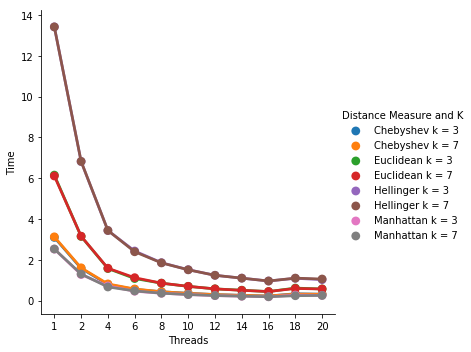 14
12
10
8
6
4
2
0
Time
1 2 4 6 8 10 12 14 16 18 20
Threads
Distance Measure and K
Chebyshev k = 3
Chebyshev k = 7
Euclidean k = 3
Euclidean k = 7
Hellinger k = 3
Hellinger k = 7
Manhattan k = 3
Manhattan k = 7